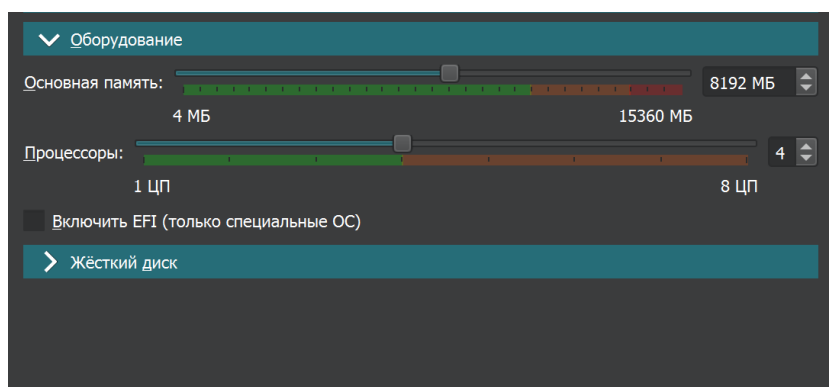 Оборудование
Основная память: 8192 МБ
4 МБ 15360 МБ
Процессоры: 4
1 ЦП 8 ЦП
Включить EFI (только специальные ОС)
Жёсткий диск